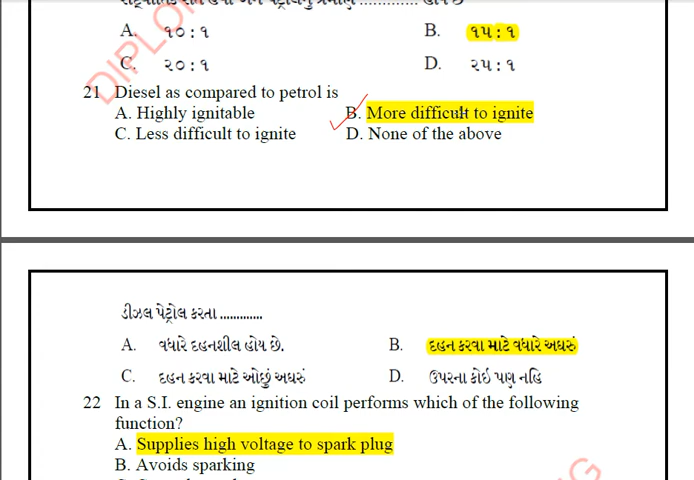 A. ૧૦ : ૧ B. ૧૫ : ૧
C. ૨૦ : ૧ D. ૨૫ : ૧
21 Diesel as compared to petrol is
A. Highly ignitable B. More difficult to ignite
C. Less difficult to ignite D. None of the above
ડીઝલ પેટ્રોલ કરતા .............
A. વધારે દહનશીલ હોય છે. B. દહન કરવા માટે વધારે અઘરું
C. દહન કરવા માટે ઓછું અઘરું D. ઉપરના કોઇ પણ નહિ
22 In a S.I. engine an ignition coil performs which of the following
function?
A. Supplies high voltage to spark plug
B. Avoids sparking